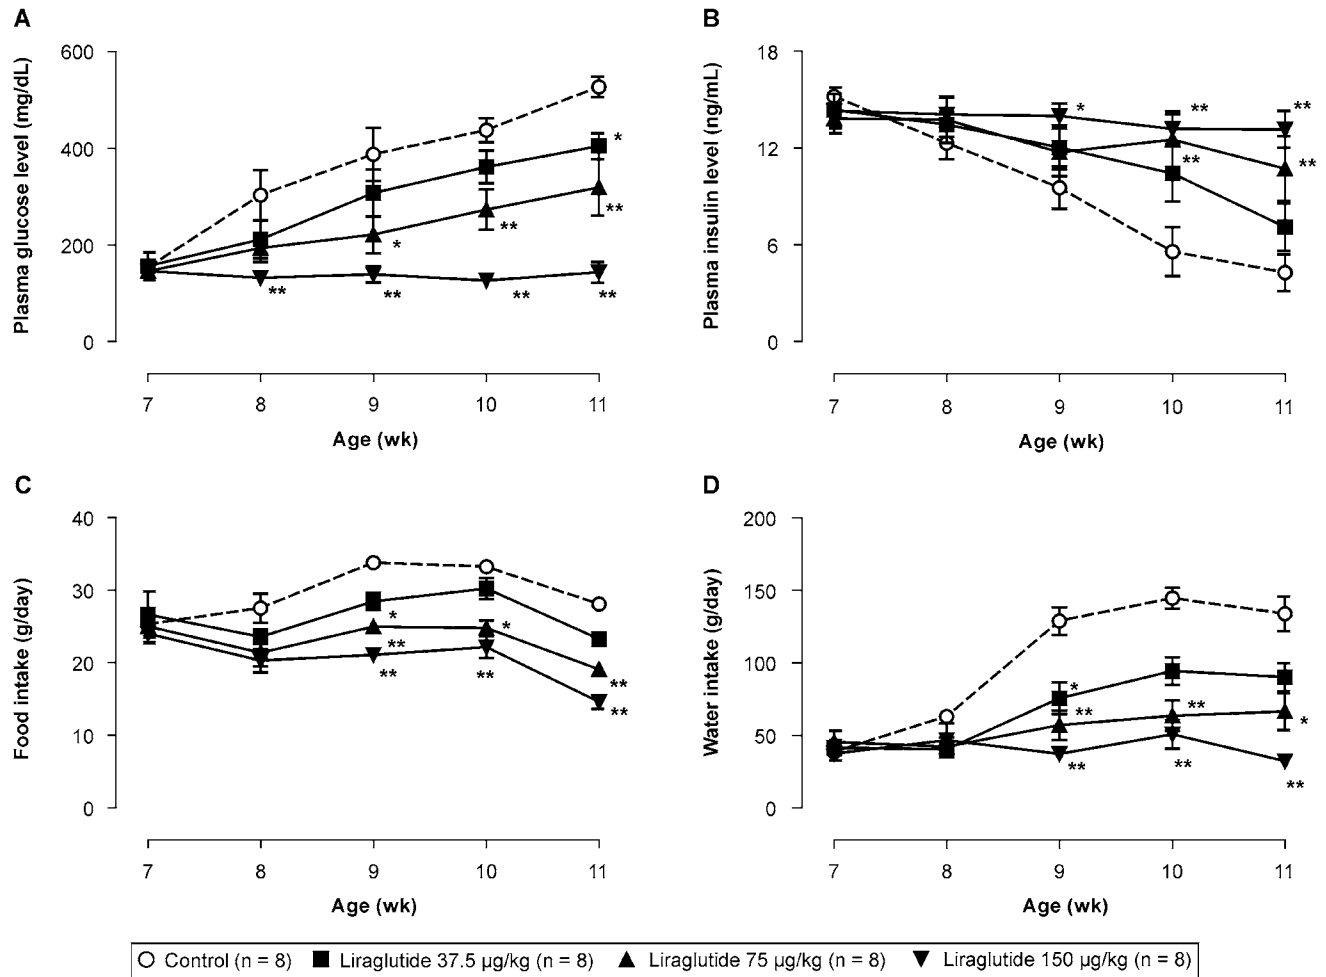 A
Plasma glucose level (mg/dL)
600
400
200
0
*
**
*
**
**
**
**
**
7 8 9 10 11
Age (wk)
B
Plasma insulin level (ng/mL)
18
12
6
0
*
**
**
**
**
7 8 9 10 11
Age (wk)
C
Food intake (g/day)
40
30
20
10
0
*
*
**
**
**
**
**
7 8 9 10 11
Age (wk)
D
Water intake (g/day)
200
150
100
50
0
*
**
**
*
**
**
**
7 8 9 10 11
Age (wk)
Control (n = 8) Liraglutide 37.5 µg/kg (n = 8) Liraglutide 75 µg/kg (n = 8) Liraglutide 150 µg/kg (n = 8)